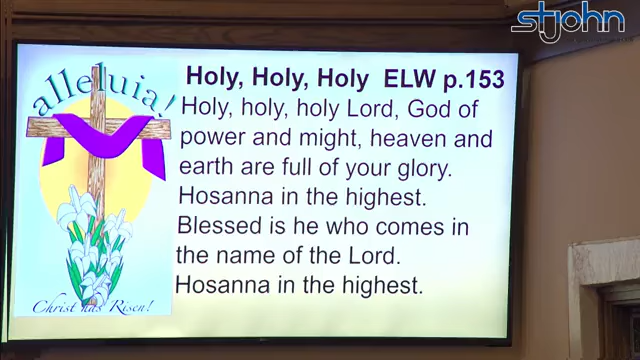 stjohn
alleluia!
Holy, Holy, Holy ELW p.153
Holy, holy, holy Lord, God of
power and might, heaven and
earth are full of your glory.
Hosanna in the highest.
Blessed is he who comes in
the name of the Lord.
Hosanna in the highest.
Christ has Risen!